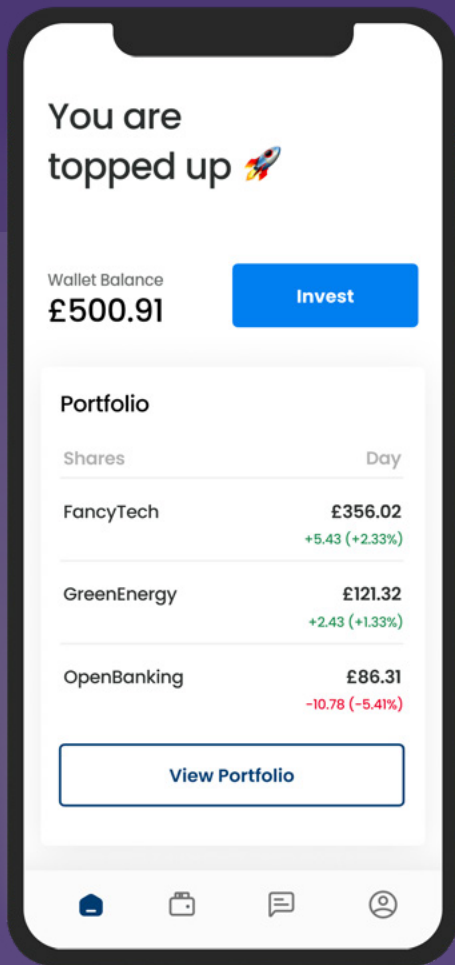 You are
topped up 🚀
Wallet Balance
£500.91
Invest
Portfolio
Shares Day
FancyTech £356.02
+5.43 (+2.33%)
GreenEnergy £121.32
+2.43 (+1.33%)
OpenBanking £86.31
-10.78 (-5.41%)
View Portfolio